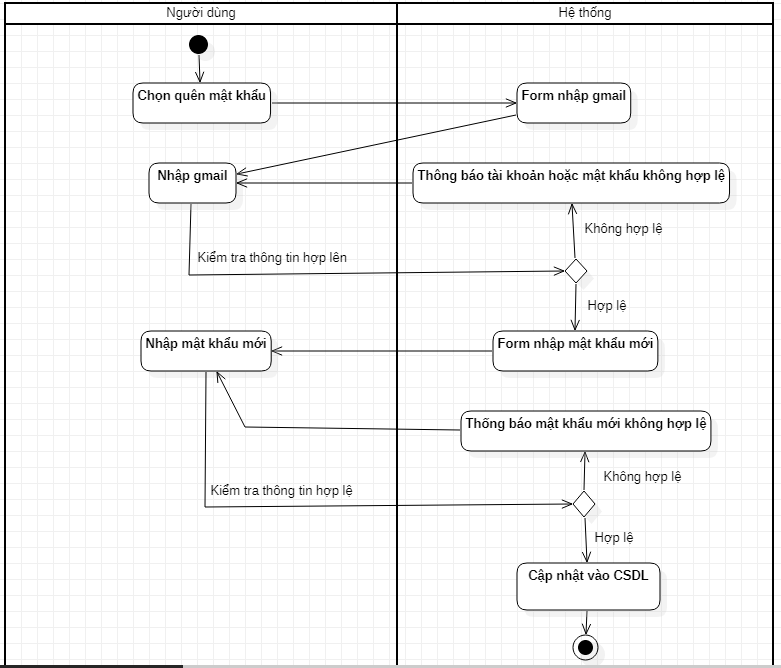 Người dùng
Hệ thống
Chọn quên mật khẩu
Form nhập gmail
Nhập gmail
Thông báo tài khoản hoặc mật khẩu không hợp lệ
Không hợp lệ
Kiểm tra thông tin hợp lên
Hợp lệ
Nhập mật khẩu mới
Form nhập mật khẩu mới
Thống báo mật khẩu mới không hợp lệ
Không hợp lệ
Kiểm tra thông tin hợp lệ
Hợp lệ
Cập nhật vào CSDL